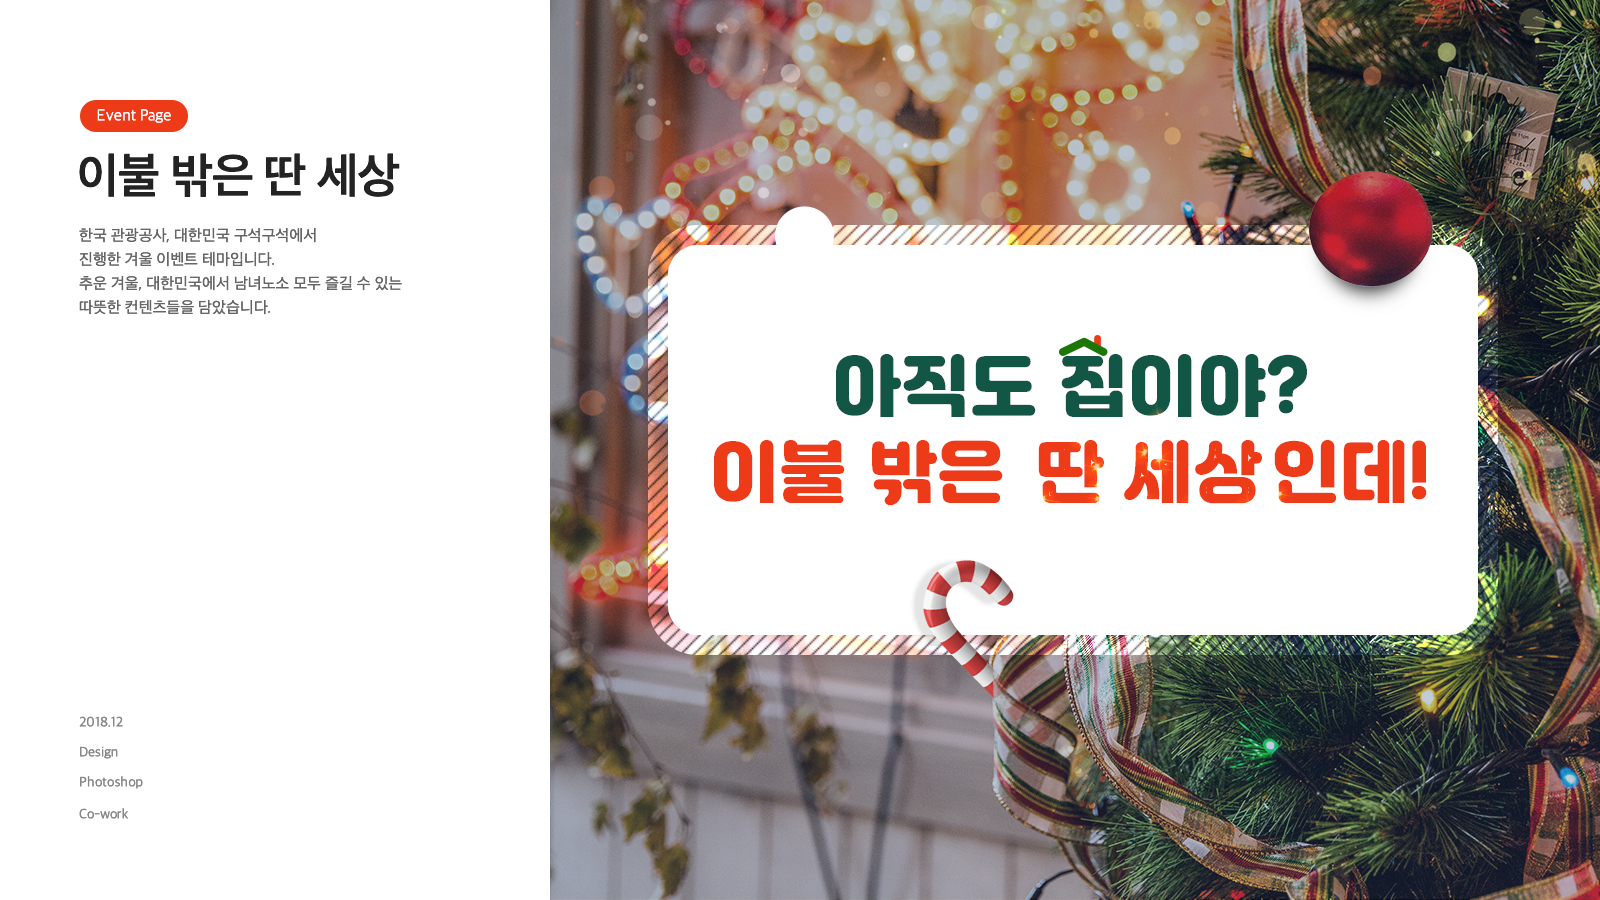 Event Page
이불 밖은 딴 세상
한국 관광공사, 대한민국 구석구석에서
진행한 겨울 이벤트 테마입니다.
추운 겨울, 대한민국에서 남녀노소 모두 즐길 수 있는
따뜻한 컨텐츠들을 담았습니다.
아직도 집이야?
이불 밖은 딴 세상인데!
2018.12
Design
Photoshop
Co-work